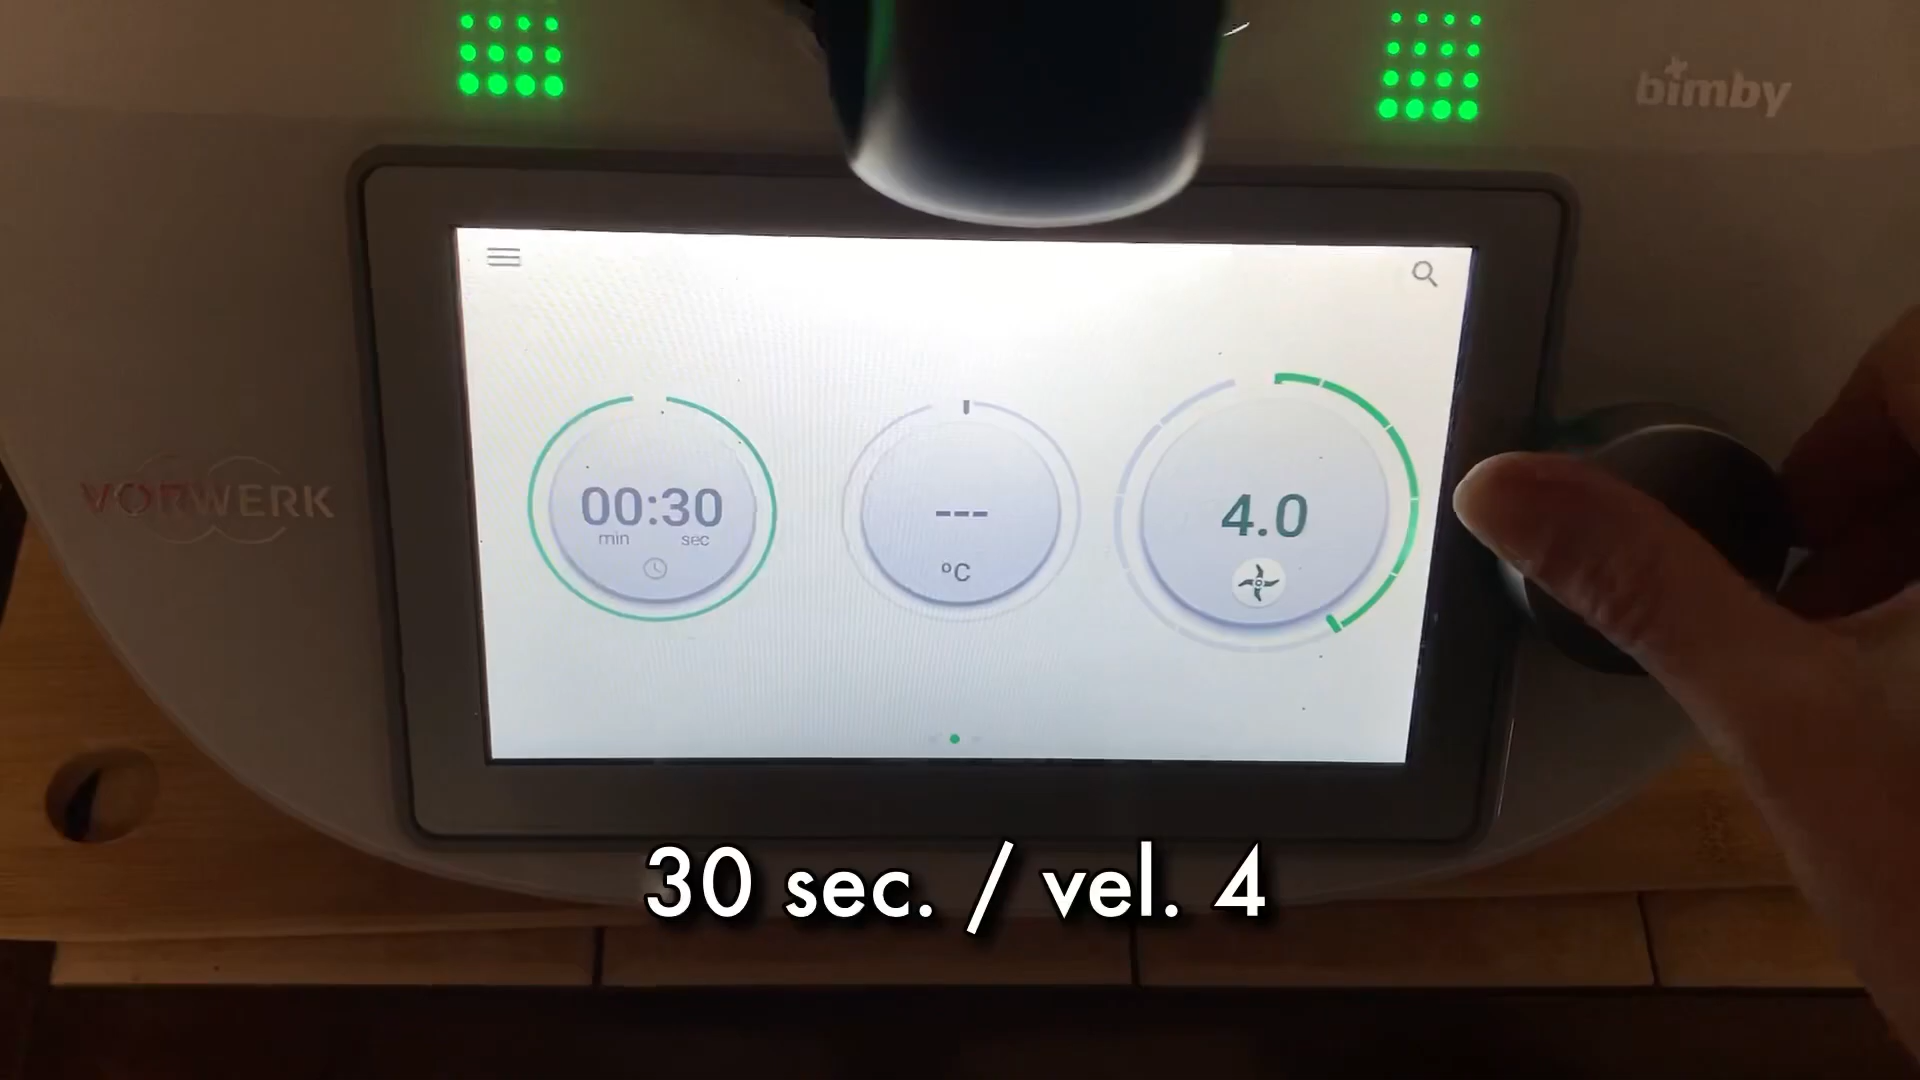 bimby
VORWERK
00:30
min sec
---
°C
4.0
30 sec. / vel. 4